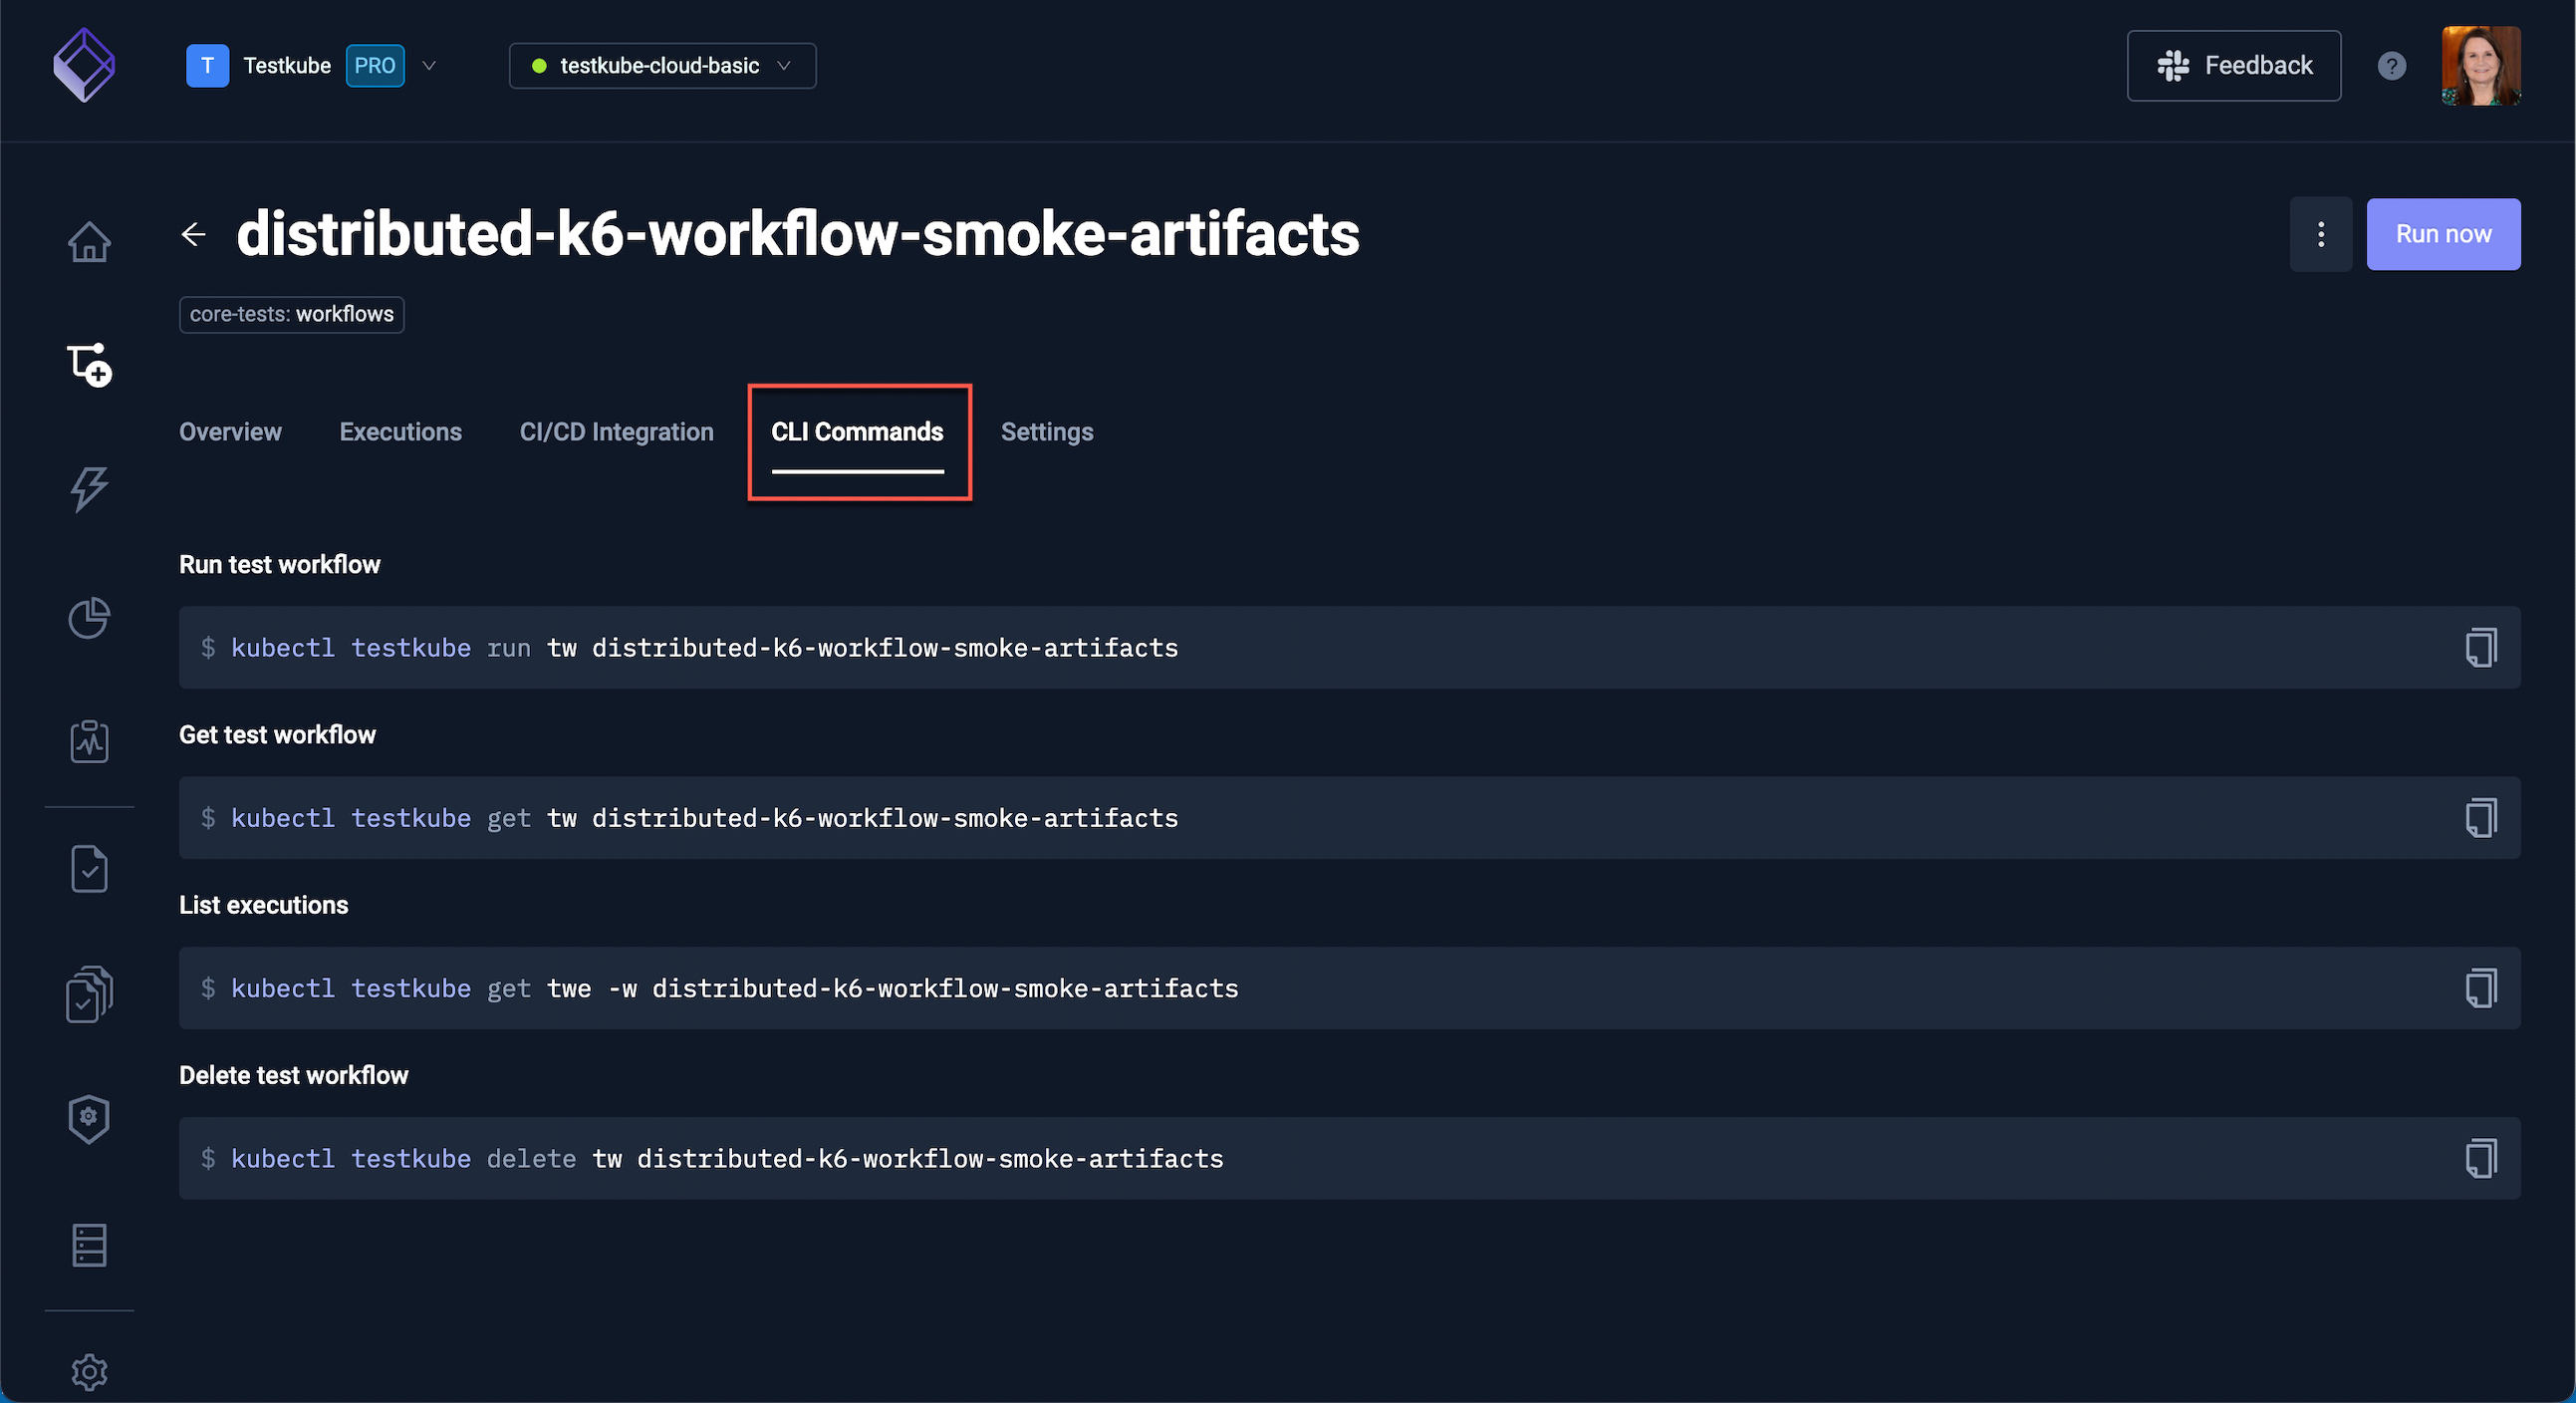 T Testkube PRO
testkube-cloud-basic
Feedback
?
distributed-k6-workflow-smoke-artifacts
Run now
core-tests: workflows
Overview Executions CI/CD Integration CLI Commands Settings
Run test workflow
$ kubectl testkube run tw distributed-k6-workflow-smoke-artifacts
Get test workflow
$ kubectl testkube get tw distributed-k6-workflow-smoke-artifacts
List executions
$ kubectl testkube get twe -w distributed-k6-workflow-smoke-artifacts
Delete test workflow
$ kubectl testkube delete tw distributed-k6-workflow-smoke-artifacts